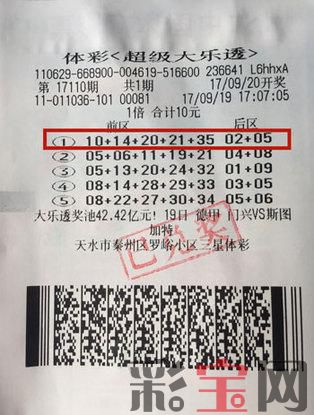 体彩<超级大乐透>
110629-668900-004619-516600 236641 L6hhxA
第 17110期 共1期 17/09/20开奖
11-011036-101 00081 17/09/19 17:07:05
1倍 合计10元
前区 后区
① 10+14+20+21+35 02+05
② 05+06+11+19+21 04+08
③ 05+13+20+24+32 01+09
④ 08+14+28+29+34 03+05
⑤ 08+22+28+29+32 05+06
大乐透奖池42.42亿元! 19日 德甲 门兴VS斯图
加特
天水市秦州区罗峪小区三星体彩
已兑奖
彩宝网